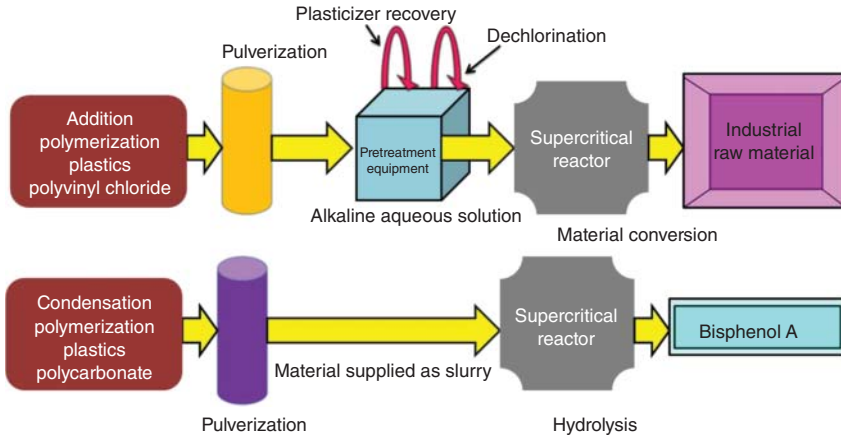 Plasticizer recovery
Dechlorination
Pulverization
Addition
polymerization
plastics
polyvinyl chloride
Pretreatment
equipment
Supercritical
reactor
Industrial
raw material
Alkaline aqueous solution
Material conversion
Condensation
polymerization
plastics
polycarbonate
Supercritical
reactor
Bisphenol A
Material supplied as slurry
Pulverization
Hydrolysis